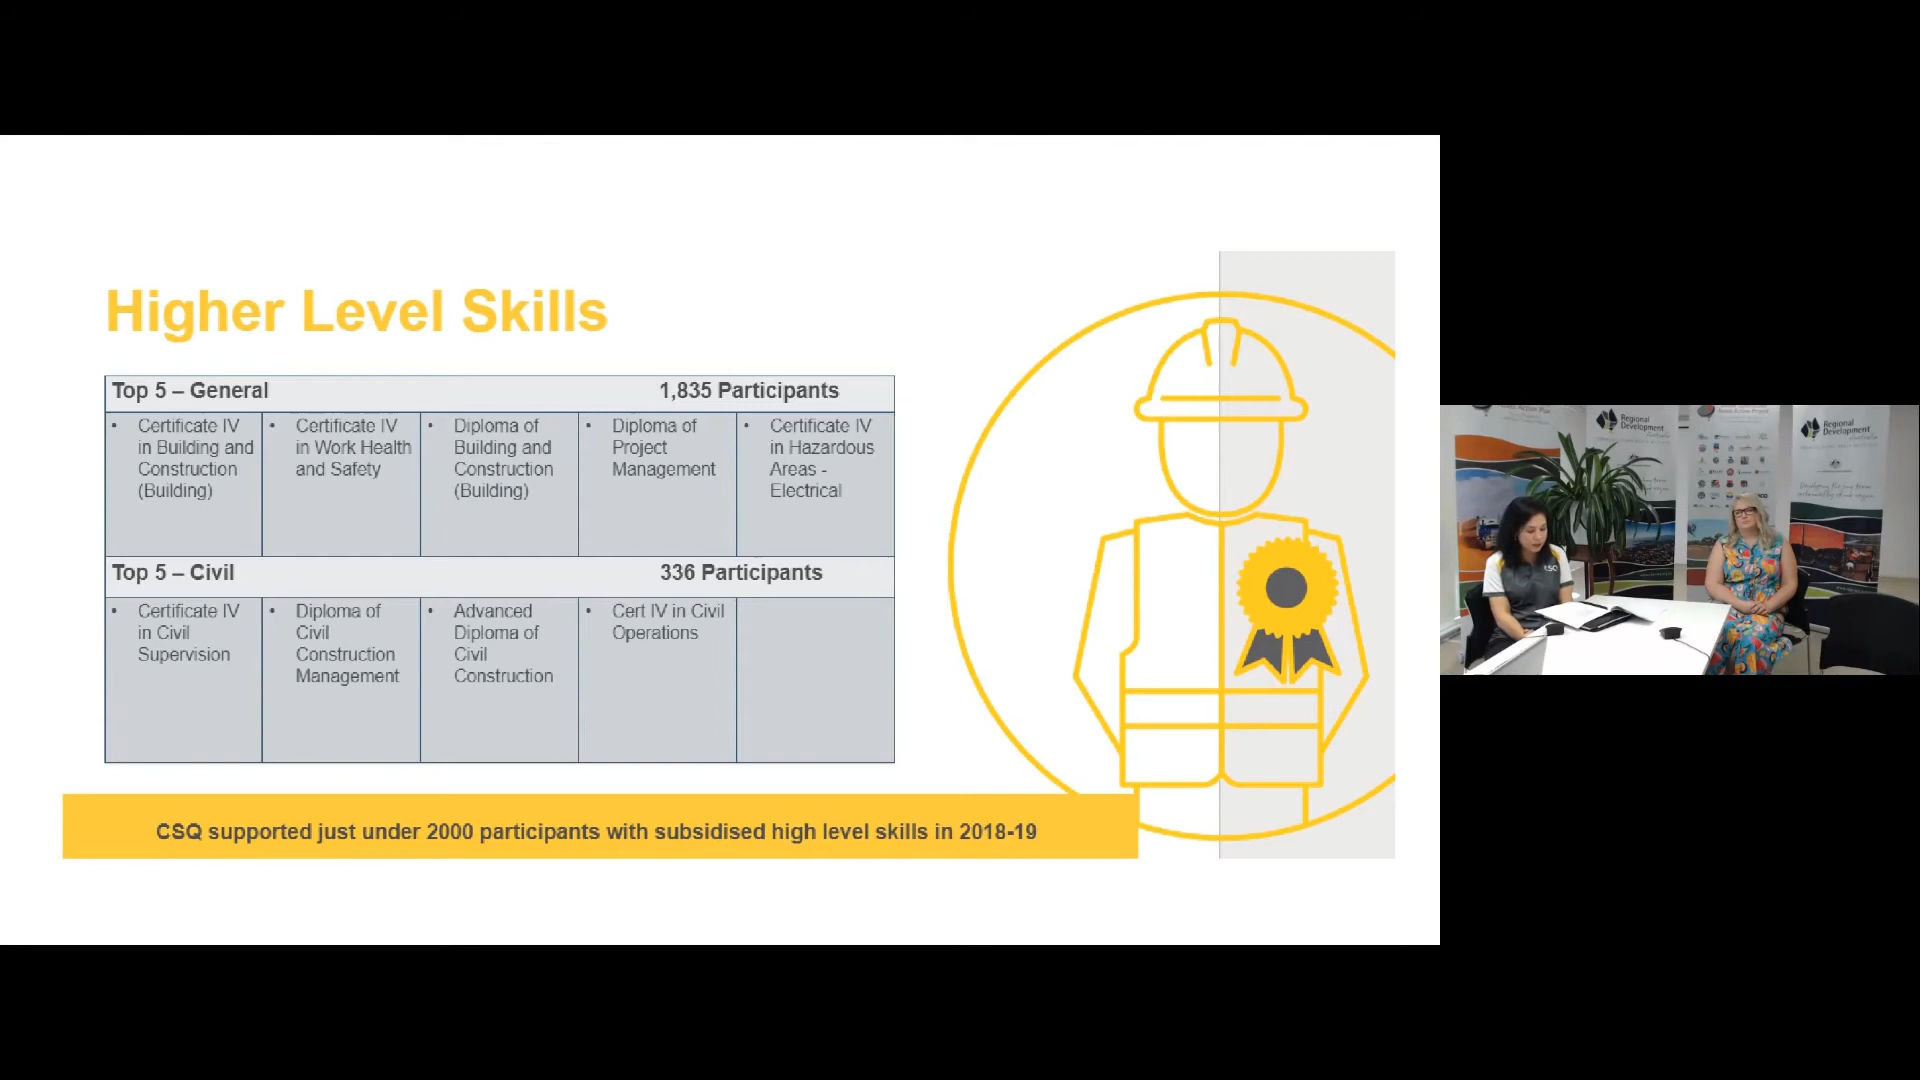 Higher Level Skills
Top 5 – General 1,835 Participants
• Certificate IV in Building and Construction (Building)
• Certificate IV in Work Health and Safety
• Diploma of Building and Construction (Building)
• Diploma of Project Management
• Certificate IV in Hazardous Areas - Electrical
Top 5 – Civil 336 Participants
• Certificate IV in Civil Supervision
• Diploma of Civil Construction Management
• Advanced Diploma of Civil Construction
• Cert IV in Civil Operations
CSQ supported just under 2000 participants with subsidised high level skills in 2018-19
Regional
Development
Regional
Development
Australia